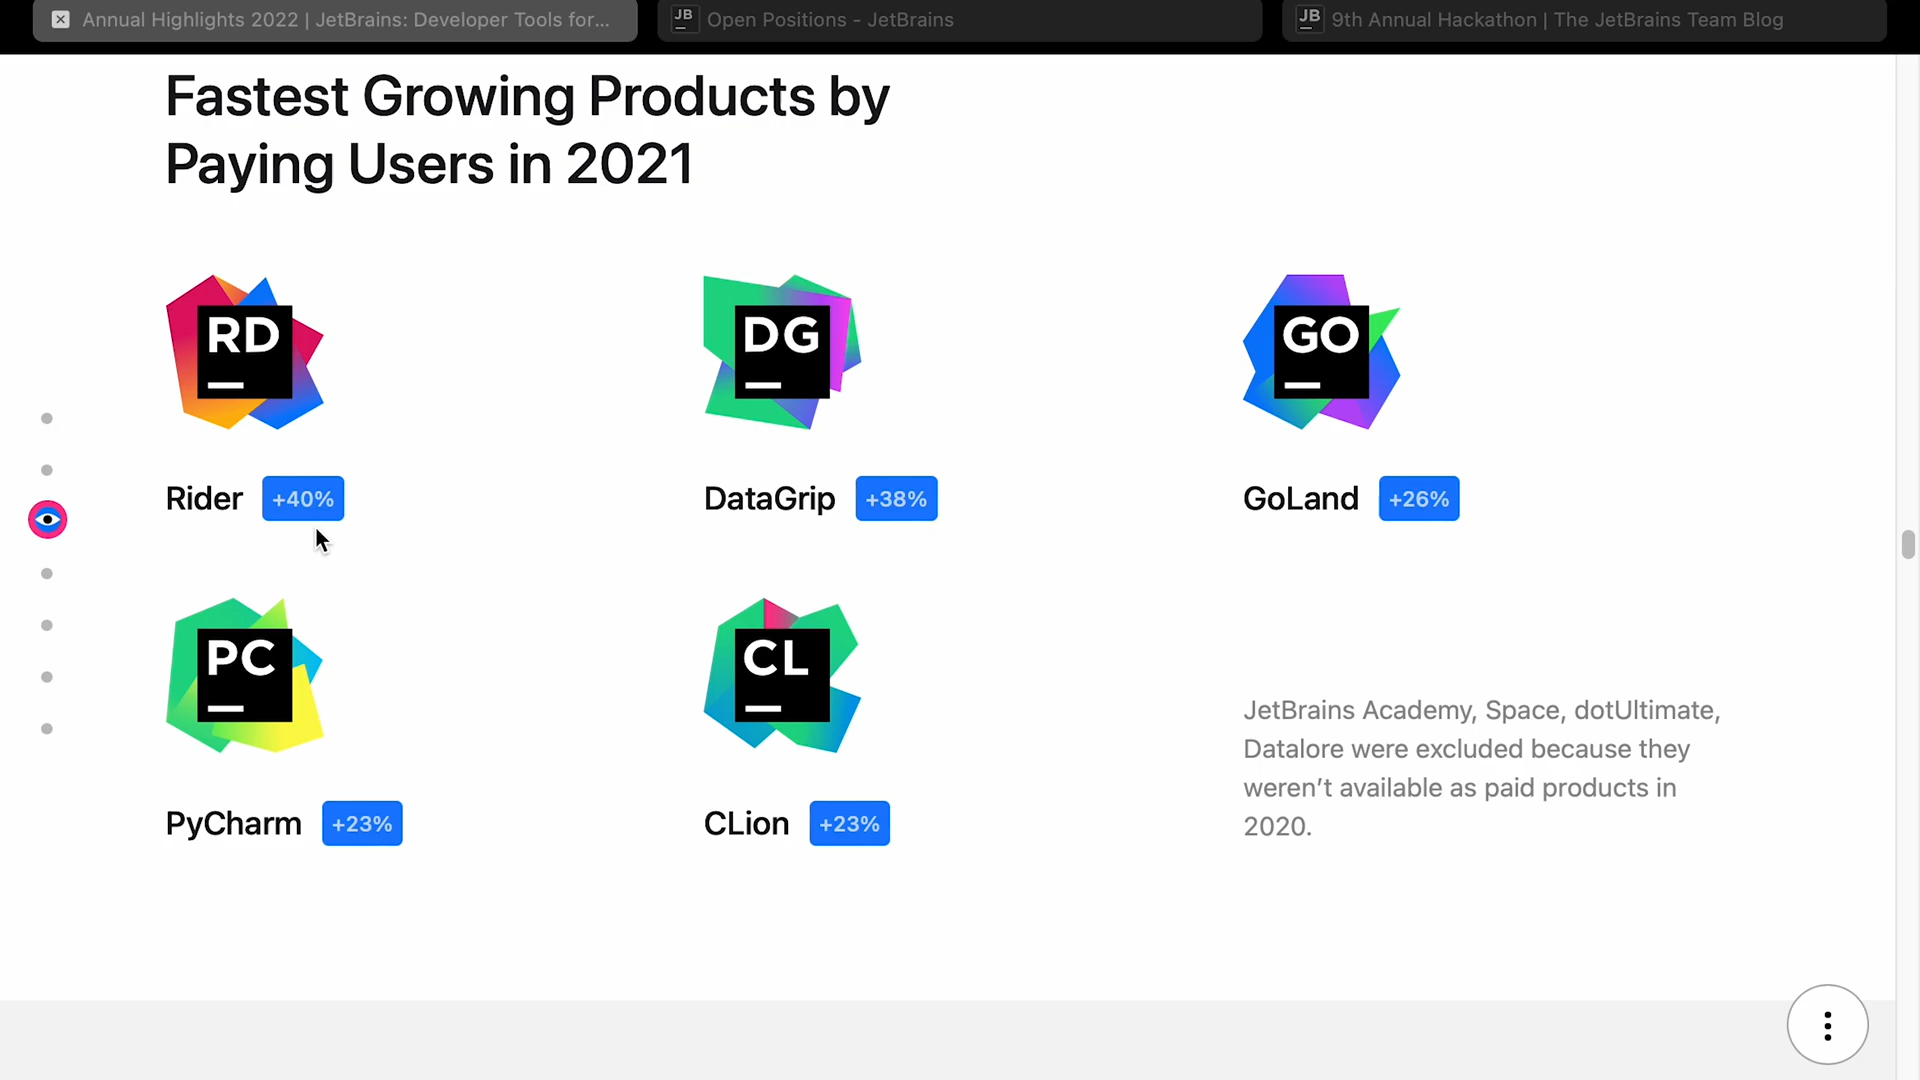 Annual Highlights 2022 | JetBrains: Developer Tools for...
JB Open Positions - JetBrains
JB 9th Annual Hackathon | The JetBrains Team Blog
Fastest Growing Products by
Paying Users in 2021
RD
DG
GO
Rider +40%
DataGrip +38%
GoLand +26%
PC
CL
JetBrains Academy, Space, dotUltimate,
Datalore were excluded because they
weren’t available as paid products in
2020.
PyCharm +23%
CLion +23%